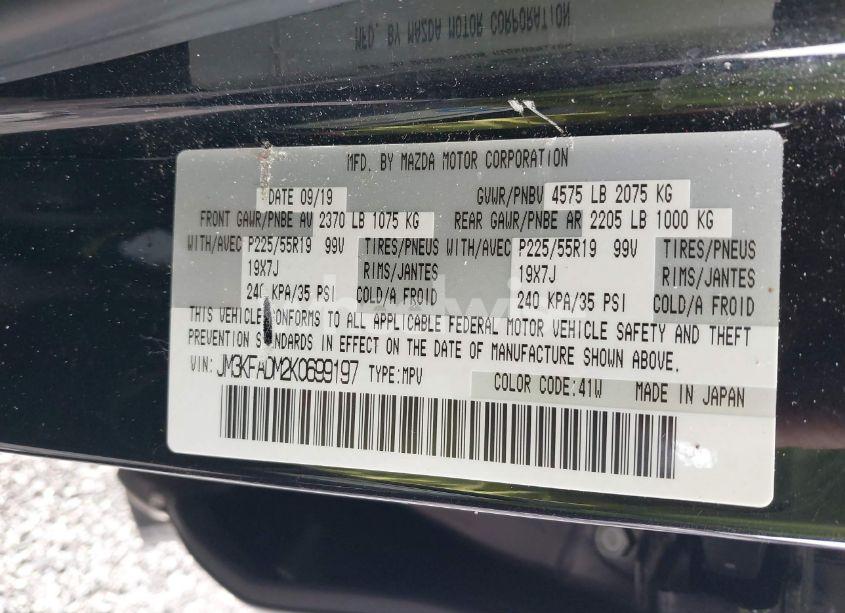 MFD. BY MAZDA MOTOR CORPORATION
MFD. BY MAZDA MOTOR CORPORATION
DATE 09/19 GVWR/PNBV 4575 LB 2075 KG
FRONT GAWR/PNBE AV 2370 LB 1075 KG REAR GAWR/PNBE AR 2205 LB 1000 KG
WITH/AVEC P225/55R19 99V TIRES/PNEUS WITH/AVEC P225/55R19 99V TIRES/PNEUS
19X7J RIMS/JANTES 19X7J RIMS/JANTES
240 KPA/35 PSI COLD/A FROID 240 KPA/35 PSI COLD/A FROID
THIS VEHICLE CONFORMS TO ALL APPLICABLE FEDERAL MOTOR VEHICLE SAFETY AND THEFT
PREVENTION STANDARDS IN EFFECT ON THE DATE OF MANUFACTURE SHOWN ABOVE.
VIN: JM3KFADM2K0699197 TYPE:MPV COLOR CODE:41W MADE IN JAPAN